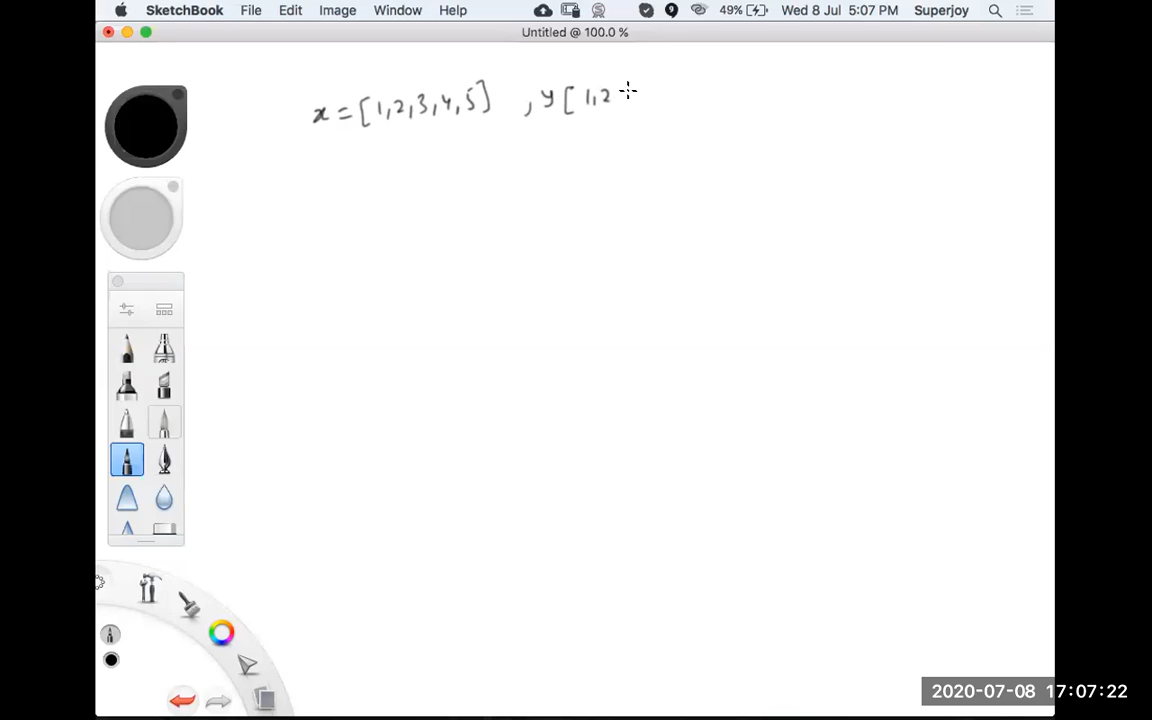 SketchBook File Edit Image Window Help 49% Wed 8 Jul 5:07 PM Superjoy
Untitled @ 100.0 %
x = [1,2,3,4,5] , y [ 1,2
2020-07-08 17:07:22